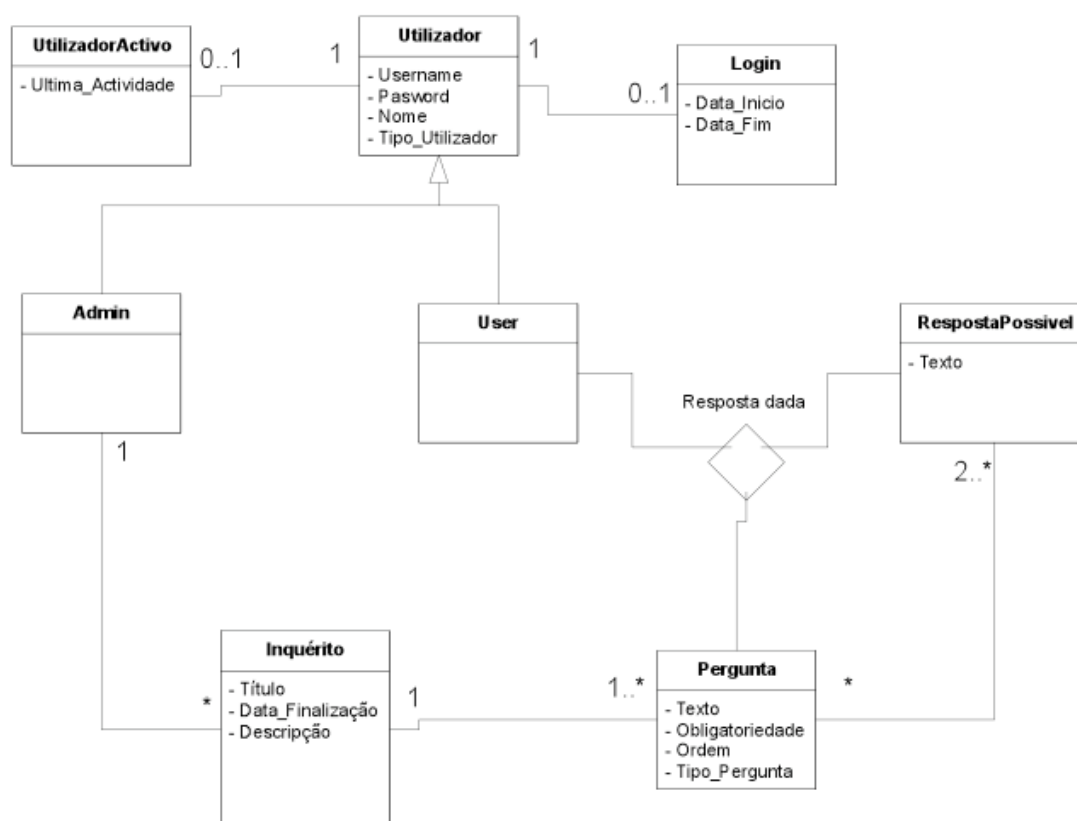 UtilizadorActivo
- Ultima_Actividade
0..1
1
Utilizador
- Username
- Pasword
- Nome
- Tipo_Utilizador
1
0..1
Login
- Data_Inicio
- Data_Fim
Admin
1
User
Resposta dada
RespostaPossivel
- Texto
2..*
*
Inquérito
- Título
- Data_Finalização
- Descripção
1
1..*
Pergunta
- Texto
- Obligatoriedade
- Ordem
- Tipo_Pergunta
*